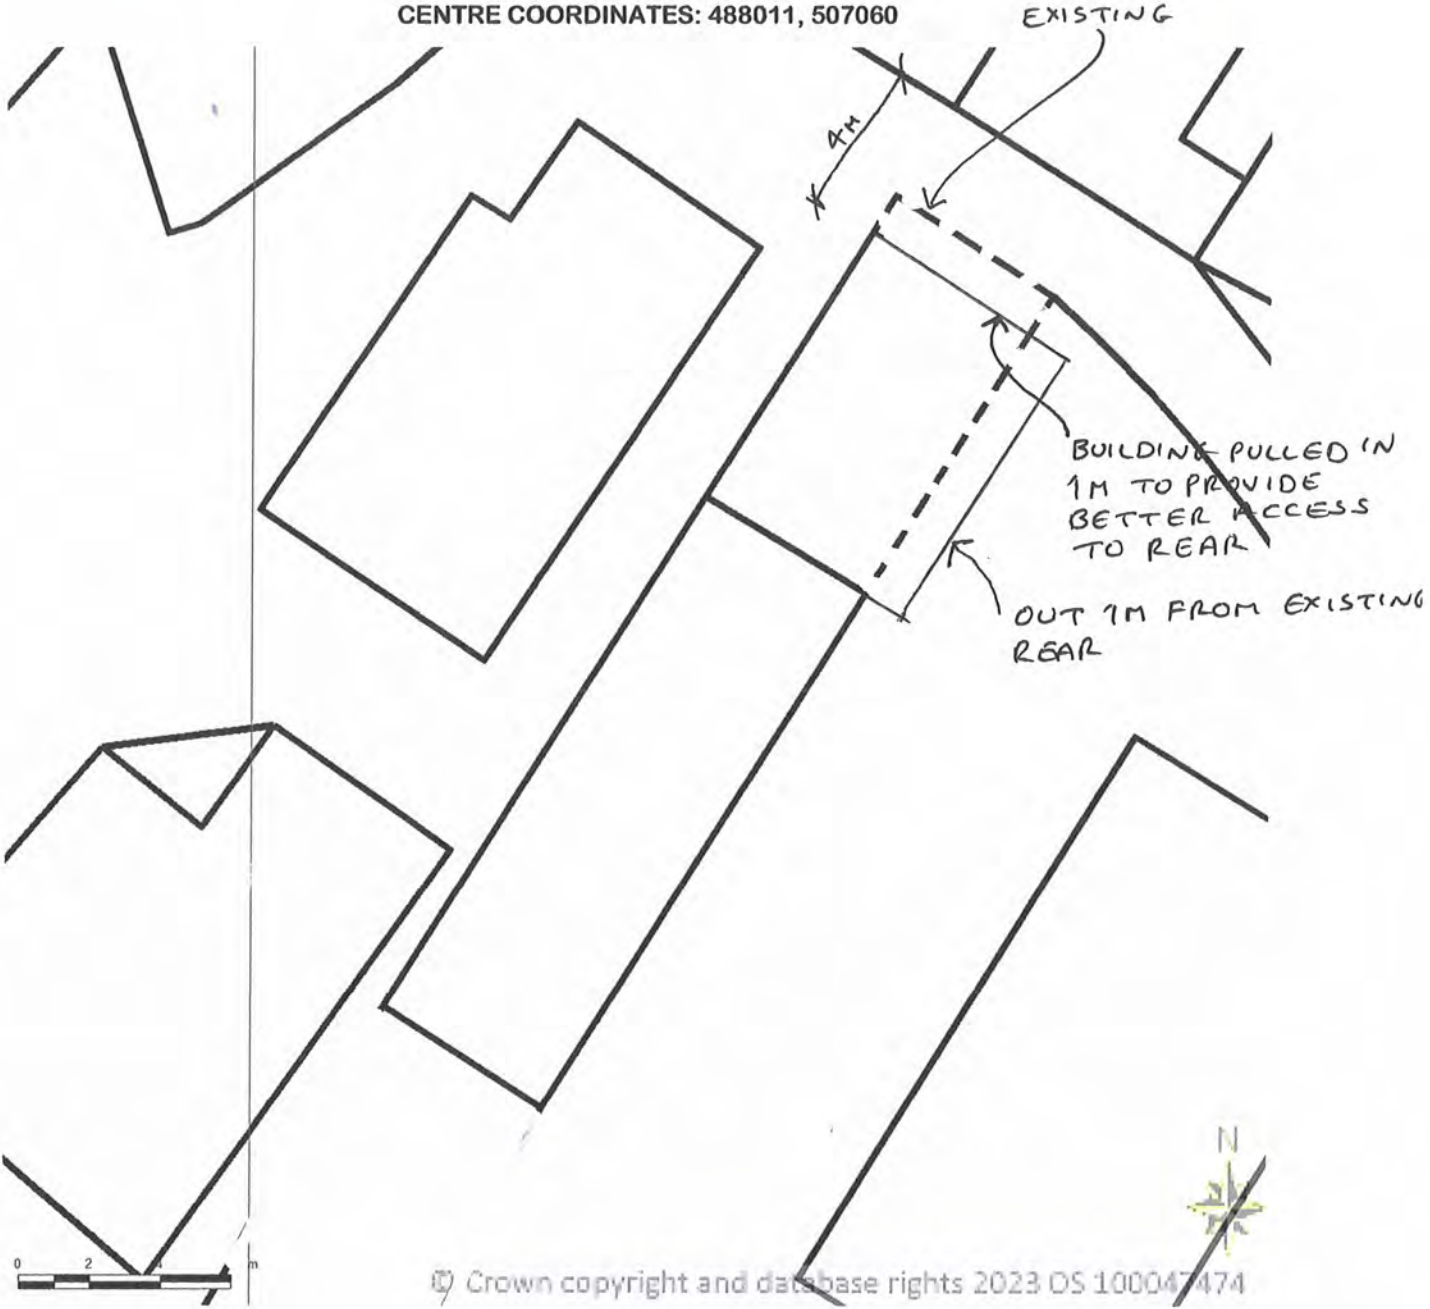 CENTRE COORDINATES: 488011, 507060
EXISTING
4M
BUILDING PULLED IN
1M TO PROVIDE
BETTER ACCESS
TO REAR
OUT 1M FROM EXISTING
REAR
N
0 2 4 m
© Crown copyright and database rights 2023 OS 100047474